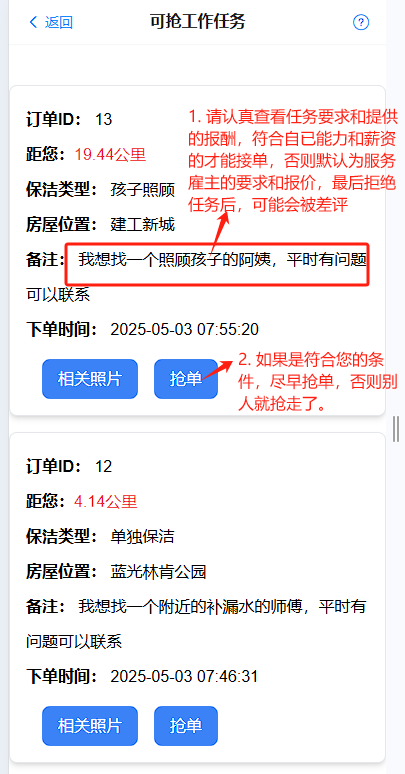 返回
可抢工作任务
订单ID： 13
距您：19.44公里
保洁类型： 孩子照顾
房屋位置： 建工新城
备注： 我想找一个照顾孩子的阿姨，平时有问题
可以联系
下单时间： 2025-05-03 07:55:20
相关照片
抢单
1. 请认真查看任务要求和提供
的报酬，符合自已能力和薪资
的才能接单，否则默认为服务
雇主的要求和报价，最后拒绝
任务后，可能会被差评
2. 如果是符合您的条
件，尽早抢单，否则别
人就抢走了。
订单ID： 12
距您：4.14公里
保洁类型： 单独保洁
房屋位置： 蓝光林肯公园
备注： 我想找一个附近的补漏水的师傅，平时有
问题可以联系
下单时间： 2025-05-03 07:46:31
相关照片
抢单